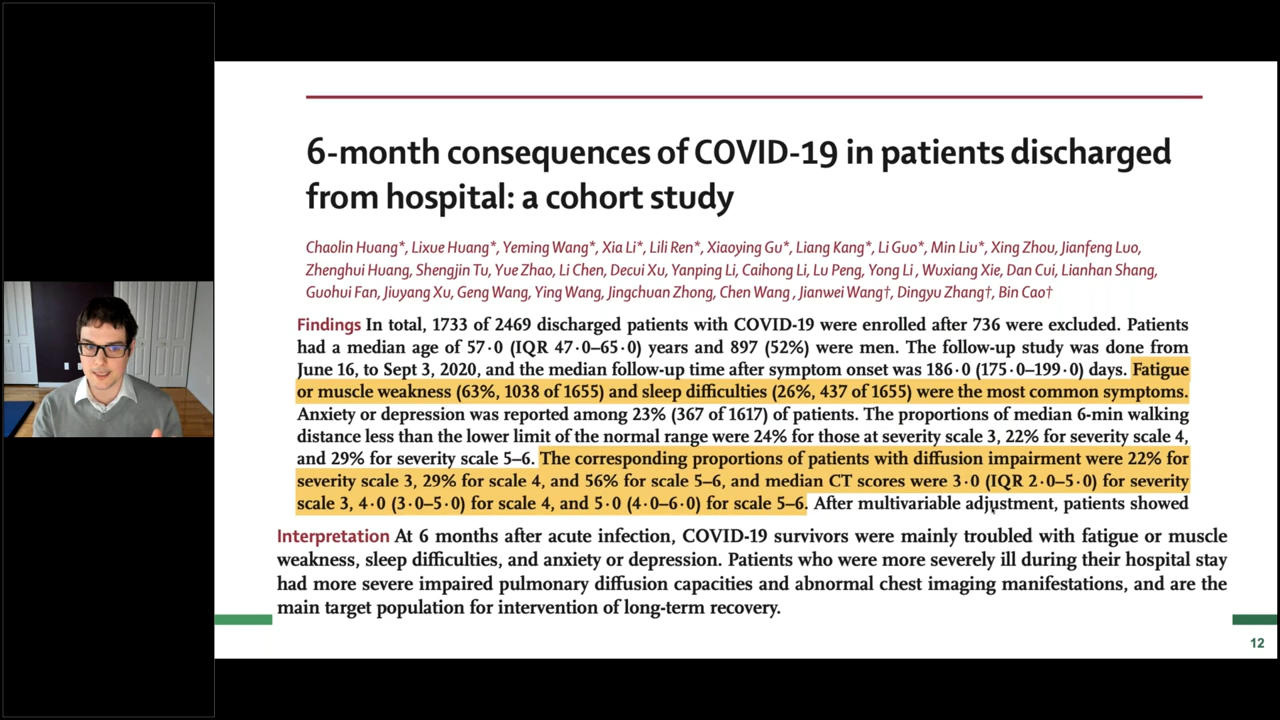 6-month consequences of COVID-19 in patients discharged
from hospital: a cohort study
Chaolin Huang*, Lixue Huang*, Yeming Wang*, Xia Li*, Lili Ren*, Xiaoying Gu*, Liang Kang*, Li Guo*, Min Liu*, Xing Zhou, Jianfeng Luo,
Zhenghui Huang, Shengjin Tu, Yue Zhao, Li Chen, Decui Xu, Yanping Li, Caihong Li, Lu Peng, Yong Li , Wuxiang Xie, Dan Cui, Lianhan Shang,
Guohui Fan, Jiuyang Xu, Geng Wang, Ying Wang, Jingchuan Zhong, Chen Wang , Jianwei Wang†, Dingyu Zhang†, Bin Cao†
Findings In total, 1733 of 2469 discharged patients with COVID-19 were enrolled after 736 were excluded. Patients
had a median age of 57·0 (IQR 47·0–65·0) years and 897 (52%) were men. The follow-up study was done from
June 16, to Sept 3, 2020, and the median follow-up time after symptom onset was 186·0 (175·0–199·0) days. Fatigue
or muscle weakness (63%, 1038 of 1655) and sleep difficulties (26%, 437 of 1655) were the most common symptoms.
Anxiety or depression was reported among 23% (367 of 1617) of patients. The proportions of median 6-min walking
distance less than the lower limit of the normal range were 24% for those at severity scale 3, 22% for severity scale 4,
and 29% for severity scale 5–6. The corresponding proportions of patients with diffusion impairment were 22% for
severity scale 3, 29% for scale 4, and 56% for scale 5–6, and median CT scores were 3·0 (IQR 2·0–5·0) for severity
scale 3, 4·0 (3·0–5·0) for scale 4, and 5·0 (4·0–6·0) for scale 5–6. After multivariable adjustment, patients showed
Interpretation At 6 months after acute infection, COVID-19 survivors were mainly troubled with fatigue or muscle
weakness, sleep difficulties, and anxiety or depression. Patients who were more severely ill during their hospital stay
had more severe impaired pulmonary diffusion capacities and abnormal chest imaging manifestations, and are the
main target population for intervention of long-term recovery.
12